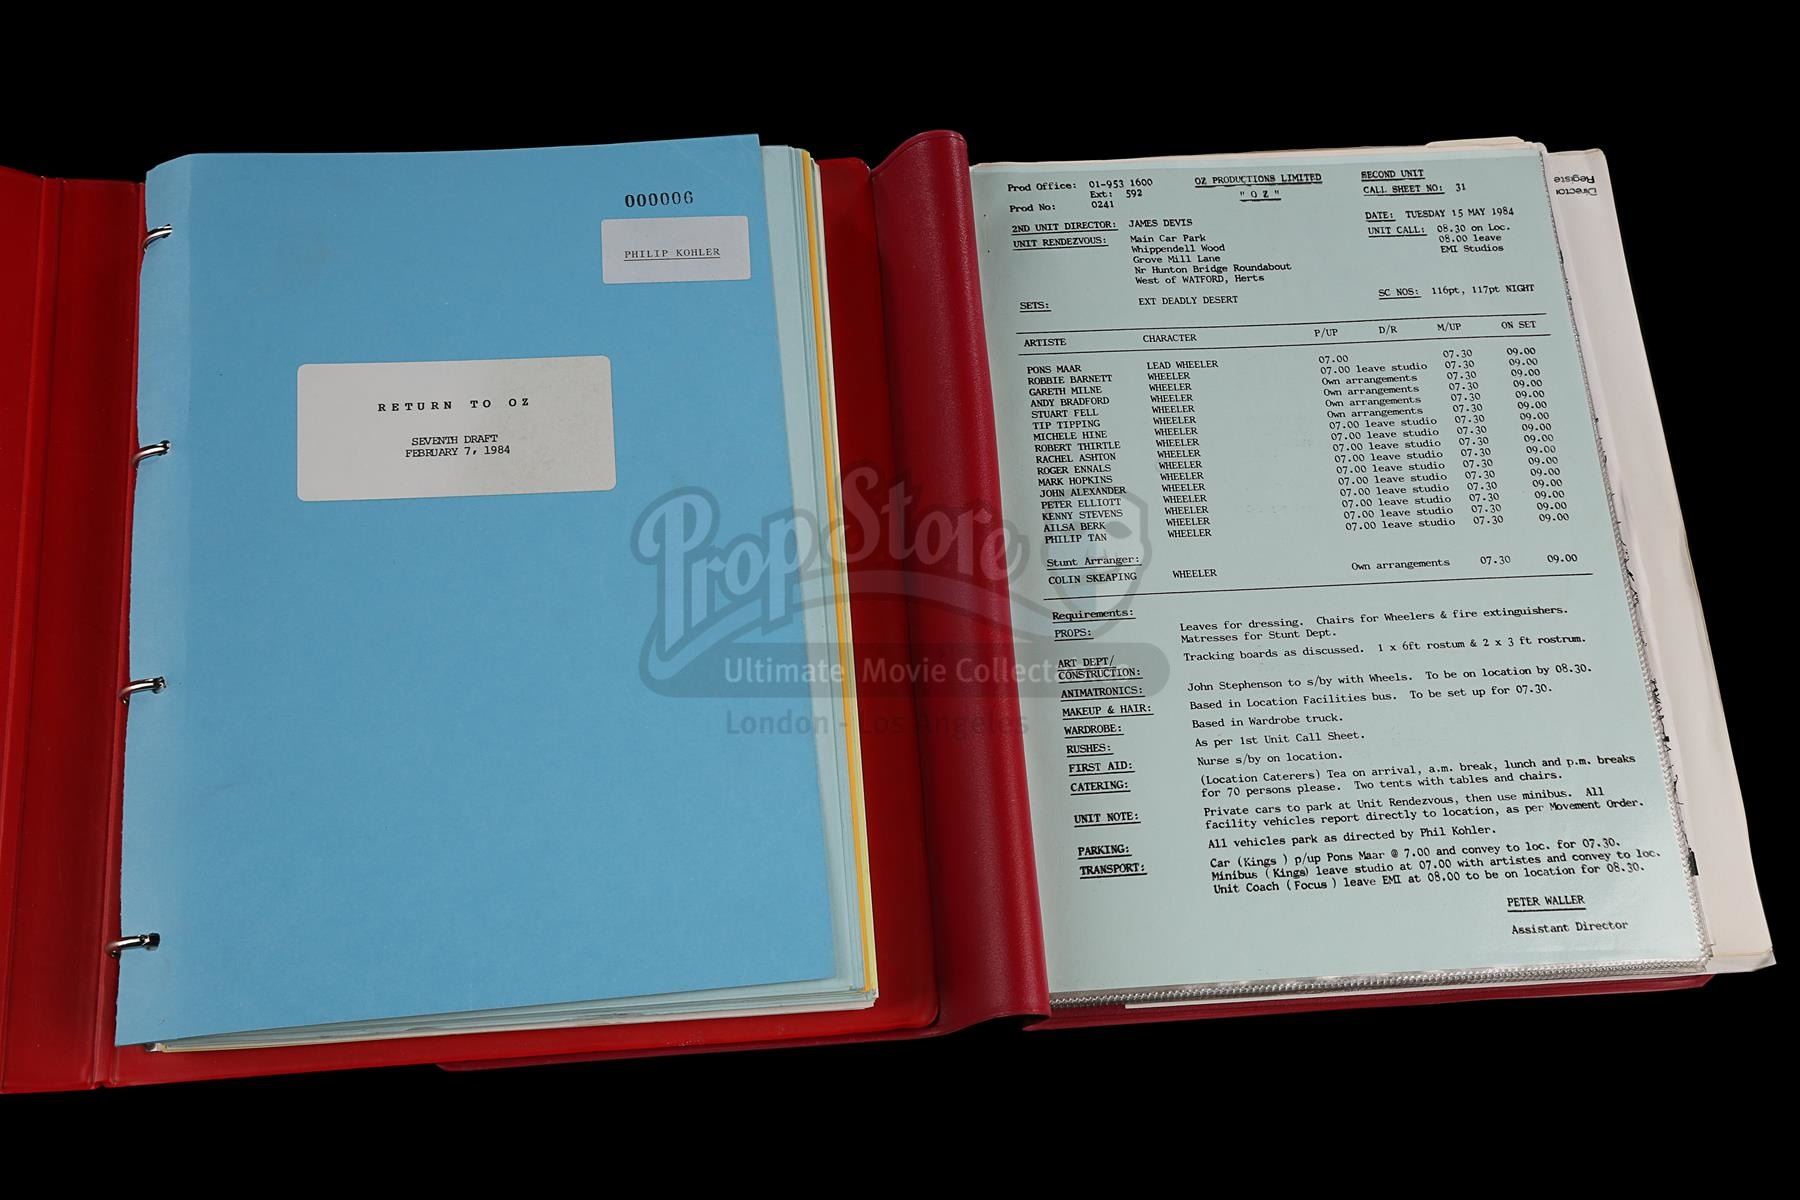 000006
PHILIP KOHLER
RETURN TO OZ
SEVENTH DRAFT
FEBRUARY 7, 1984
Prod Office: 01-953 1600 OZ PRODUCTIONS LIMITED SECOND UNIT
Ext: 592 "OZ" CALL SHEET NO: 31
Prod No: 0241
DATE: TUESDAY 15 MAY 1984
2ND UNIT DIRECTOR: JAMES DEVIS UNIT CALL: 08.30 on Loc.
UNIT RENDEZVOUS: Main Car Park 08.00 leave
Whippendell Wood EMI Studios
Grove Mill Lane
Nr Hunton Bridge Roundabout
West of WATFORD, Herts
SC NOS: 116pt, 117pt NIGHT
SETS: EXT DEADLY DESERT
ARTISTE CHARACTER P/UP D/R M/UP ON SET
PONS MAAR LEAD WHEELER 07.00 07.30 09.00
ROBBIE BARNETT WHEELER 07.00 leave studio 07.30 09.00
GARETH MILNE WHEELER Own arrangements 07.30 09.00
ANDY BRADFORD WHEELER Own arrangements 07.30 09.00
STUART FELL WHEELER Own arrangements 07.30 09.00
TIP TIPPING WHEELER Own arrangements 07.30 09.00
MICHELE HINE WHEELER 07.00 leave studio 07.30 09.00
ROBERT THIRTLE WHEELER 07.00 leave studio 07.30 09.00
RACHEL ASHTON WHEELER 07.00 leave studio 07.30 09.00
ROGER ENNALS WHEELER 07.00 leave studio 07.30 09.00
MARK HOPKINS WHEELER 07.00 leave studio 07.30 09.00
JOHN ALEXANDER WHEELER 07.00 leave studio 07.30 09.00
PETER ELLIOTT WHEELER 07.00 leave studio 07.30 09.00
KENNY STEVENS WHEELER 07.00 leave studio 07.30 09.00
AILSA BERK WHEELER 07.00 leave studio 07.30 09.00
PHILIP TAN WHEELER 07.00 leave studio 07.30 09.00
Stunt Arranger:
COLIN SKEAPING WHEELER Own arrangements 07.30 09.00
Requirements:
PROPS: Leaves for dressing. Chairs for Wheelers & fire extinguishers.
Matresses for Stunt Dept.
ART DEPT/
CONSTRUCTION: Tracking boards as discussed. 1 x 6ft rostum & 2 x 3 ft rostrum.
ANIMATRONICS: John Stephenson to s/by with Wheels. To be on location by 08.30.
MAKEUP & HAIR: Based in Location Facilities bus. To be set up for 07.30.
WARDROBE: Based in Wardrobe truck.
RUSHES: As per 1st Unit Call Sheet.
FIRST AID: Nurse s/by on location.
CATERING: (Location Caterers) Tea on arrival, a.m. break, lunch and p.m. breaks
for 70 persons please. Two tents with tables and chairs.
UNIT NOTE: Private cars to park at Unit Rendezvous, then use minibus. All
facility vehicles report directly to location, as per Movement Order.
PARKING: All vehicles park as directed by Phil Kohler.
TRANSPORT: Car (Kings ) p/up Pons Maar @ 7.00 and convey to loc. for 07.30.
Minibus (Kings) leave studio at 07.00 with artistes and convey to loc.
Unit Coach (Focus ) leave EMI at 08.00 to be on location for 08.30.
PETER WALLER
Assistant Director
Director
Registe
PropStore
Ultimate Movie Collectables
London - Los Angeles